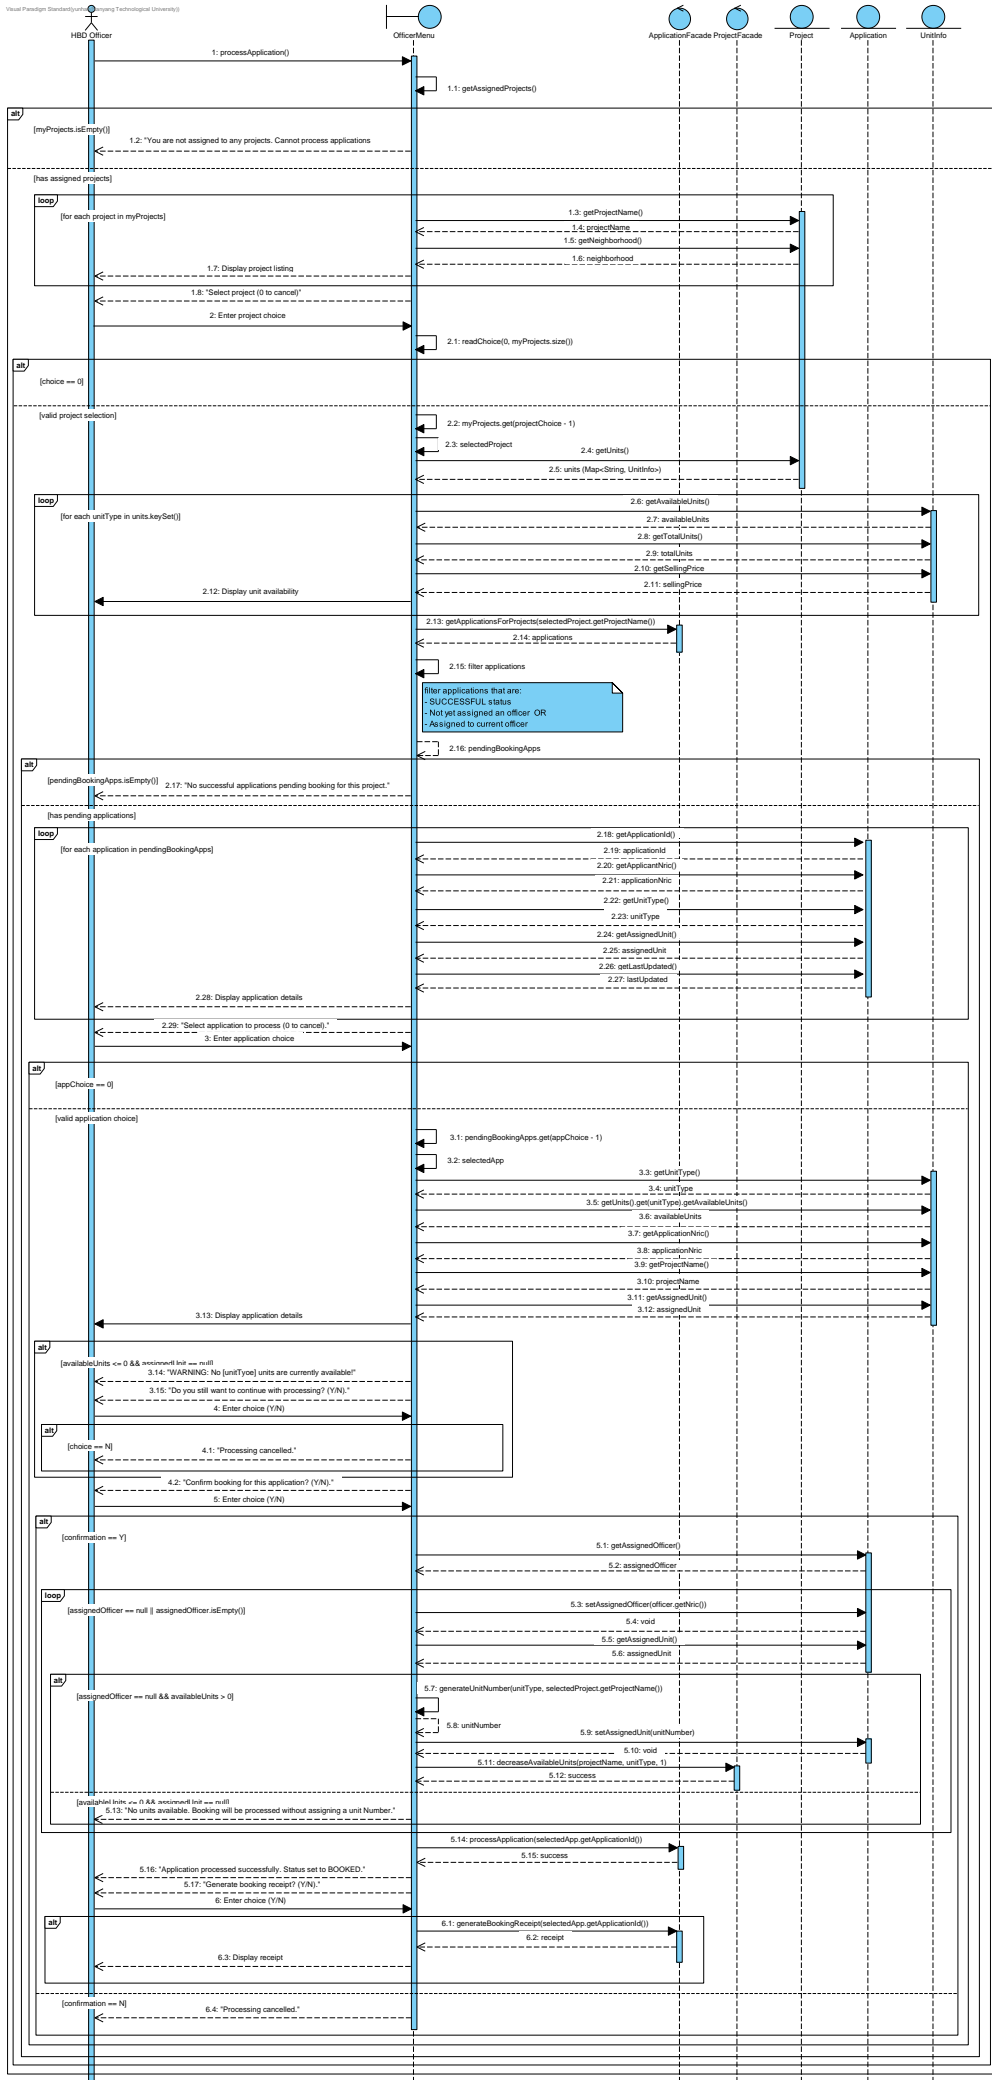 Visual Paradigm Standard(yunha
anyang Technological University))
HBD Officer
OfficerMenu
ApplicationFacade
ProjectFacade
Project
Application
UnitInfo
1: processApplication()
1.1: getAssignedProjects()
alt
[myProjects.isEmpty()]
1.2: "You are not assigned to any projects. Cannot process applications
[has assigned projects]
loop
[for each project in myProjects]
1.3: getProjectName()
1.4: projectName
1.5: getNeighborhood()
1.6: neighborhood
1.7: Display project listing
1.8: "Select project (0 to cancel)"
2: Enter project choice
2.1: readChoice(0, myProjects.size())
alt
[choice == 0]
[valid project selection]
2.2: myProjects.get(projectChoice - 1)
2.3: selectedProject
2.4: getUnits()
2.5: units (Map<String, UnitInfo>)
loop
[for each unitType in units.keySet()]
2.6: getAvailableUnits()
2.7: availableUnits
2.8: getTotalUnits()
2.9: totalUnits
2.10: getSellingPrice
2.11: sellingPrice
2.12: Display unit availability
2.13: getApplicationsForProjects(selectedProject.getProjectName())
2.14: applications
2.15: filter applications
filter applications that are:
- SUCCESSFUL status
- Not yet assigned an officer  OR
- Assigned to current officer
2.16: pendingBookingApps
alt
[pendingBookingApps.isEmpty()]
2.17: "No successful applications pending booking for this project."
[has pending applications]
loop
[for each application in pendingBookingApps]
2.18: getApplicationId()
2.19: applicationId
2.20: getApplicantNric()
2.21: applicationNric
2.22: getUnitType()
2.23: unitType
2.24: getAssignedUnit()
2.25: assignedUnit
2.26: getLastUpdated()
2.27: lastUpdated
2.28: Display application details
2.29: "Select application to process (0 to cancel)."
3: Enter application choice
alt
[appChoice == 0]
[valid application choice]
3.1: pendingBookingApps.get(appChoice - 1)
3.2: selectedApp
3.3: getUnitType()
3.4: unitType
3.5: getUnits().get(unitType).getAvailableUnits()
3.6: availableUnits
3.7: getApplicationNric()
3.8: applicationNric
3.9: getProjectName()
3.10: projectName
3.11: getAssignedUnit()
3.12: assignedUnit
3.13: Display application details
alt
[availableUnits <= 0 && assignedUnit == null]
3.14: "WARNING: No [unitTyoe] units are currently available!"
3.15: "Do you still want to continue with processing? (Y/N)."
4: Enter choice (Y/N)
alt
[choice == N]
4.1: "Processing cancelled."
4.2: "Confirm booking for this application? (Y/N)."
5: Enter choice (Y/N)
alt
[confirmation == Y]
5.1: getAssignedOfficer()
5.2: assignedOfficer
loop
[assignedOfficer == null || assignedOfficer.isEmpty()]
5.3: setAssignedOfficer(officer.getNric())
5.4: void
5.5: getAssignedUnit()
5.6: assignedUnit
alt
[assignedOfficer == null && availableUnits > 0]
5.7: generateUnitNumber(unitType, selectedProject.getProjectName())
5.8: unitNumber
5.9: setAssignedUnit(unitNumber)
5.10: void
5.11: decreaseAvailableUnits(projectName, unitType, 1)
5.12: success
[availableUnits <= 0 && assignedUnit == null]
5.13: "No units available. Booking will be processed without assigning a unit Number."
5.14: processApplication(selectedApp.getApplicationId())
5.15: success
5.16: "Application processed successfully. Status set to BOOKED."
5.17: "Generate booking receipt? (Y/N)."
6: Enter choice (Y/N)
alt
6.1: generateBookingReceipt(selectedApp.getApplicationId())
6.2: receipt
6.3: Display receipt
[confirmation == N]
6.4: "Processing cancelled."